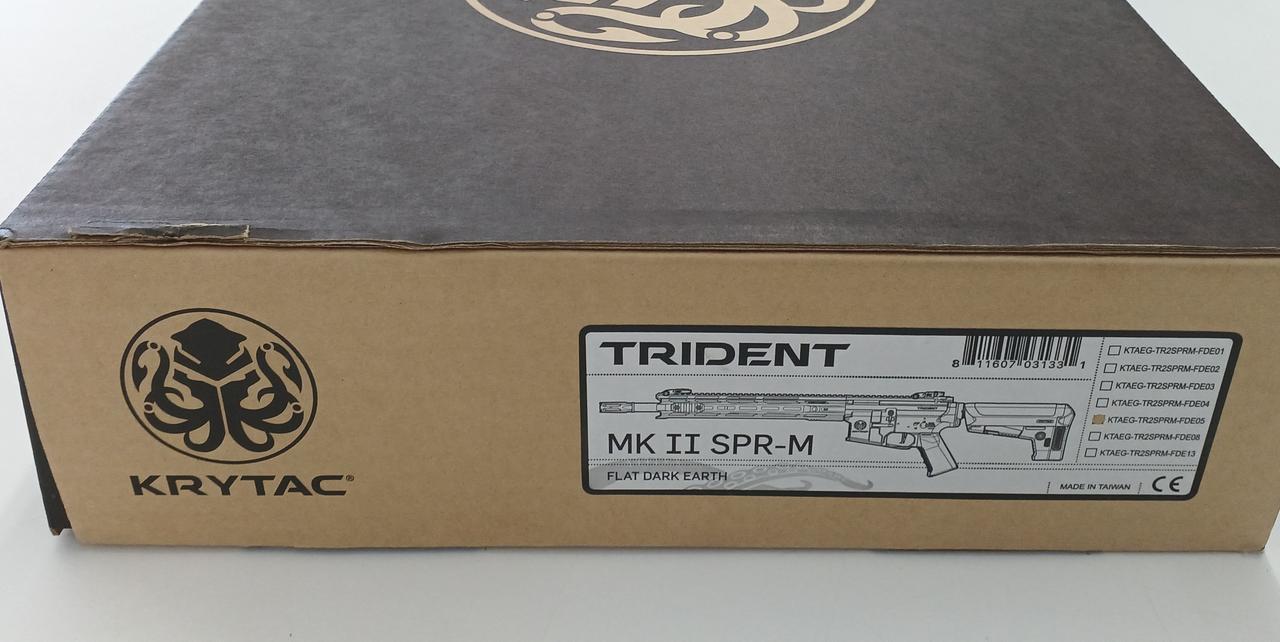 KRYTAC®
TRIDENT
8 11607 03133 1
MK II SPR-M
FLAT DARK EARTH
KTAEG-TR2SPRM-FDE01
KTAEG-TR2SPRM-FDE02
KTAEG-TR2SPRM-FDE03
KTAEG-TR2SPRM-FDE04
KTAEG-TR2SPRM-FDE05
KTAEG-TR2SPRM-FDE08
KTAEG-TR2SPRM-FDE13
MADE IN TAIWAN
CE